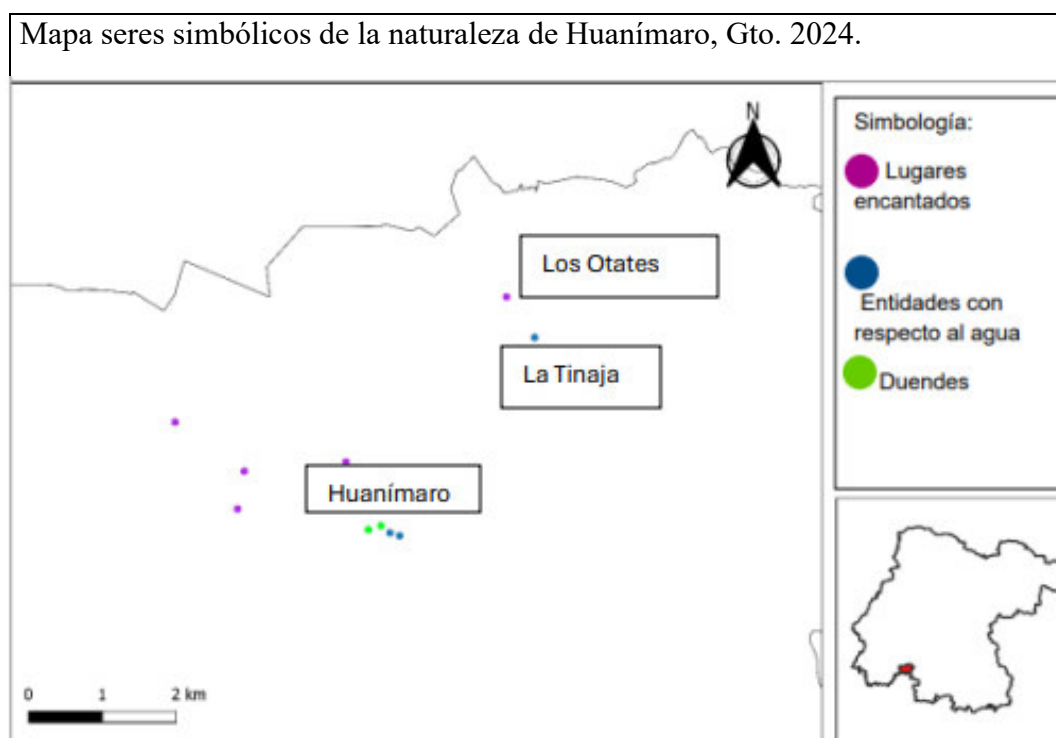 Mapa seres simbólicos de la naturaleza de Huanímaro, Gto. 2024.
N
Simbología:
Lugares
encantados
Los Otates
Entidades con
respecto al agua
La Tinaja
Duendes
Huanímaro
0 1 2 km